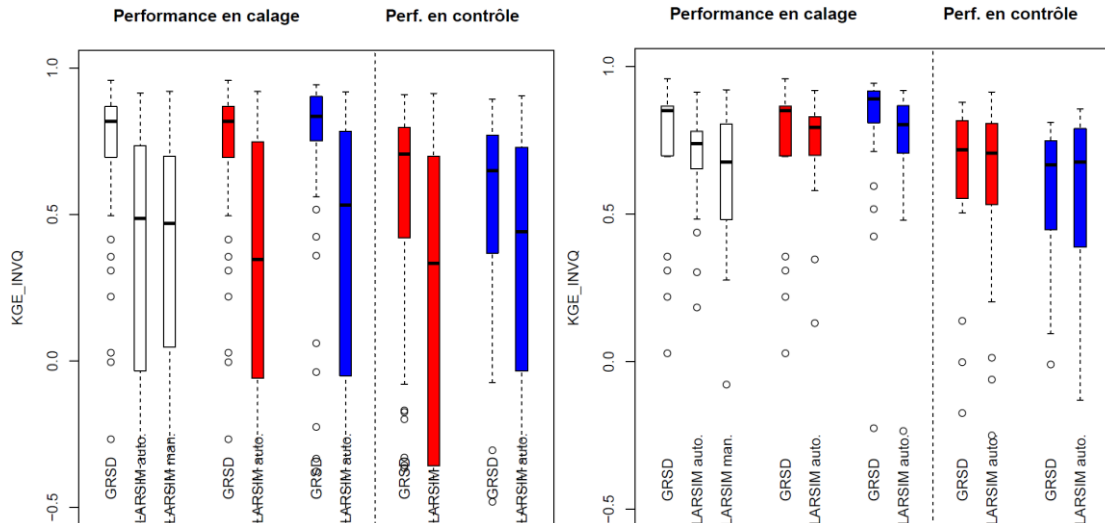 Performance en calage Perf. en contrôle
KGE_INVQ
1.0
0.5
0.0
−0.5
GRSD
LARSIM auto.
LARSIM man.
GRSD
LARSIM auto.
GRSD
LARSIM auto.
GRSD
LARSIM
GRSD
LARSIM auto.
Performance en calage Perf. en contrôle
KGE_INVQ
1.0
0.5
0.0
−0.5
GRSD
LARSIM auto.
LARSIM man.
GRSD
LARSIM auto.
GRSD
LARSIM auto.
GRSD
LARSIM auto.
GRSD
LARSIM auto.